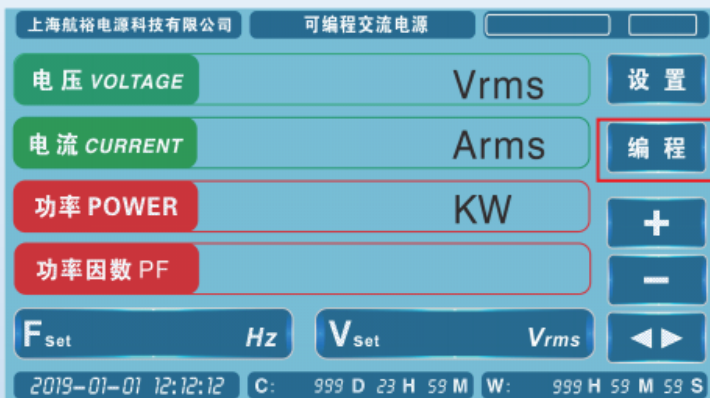 上海航裕电源科技有限公司 可编程交流电源
电压 VOLTAGE Vrms 设置
电流 CURRENT Arms 编程
功率 POWER KW +
功率因数 PF −
Fset Hz Vset Vrms ◀▶
2019-01-01 12:12:12 C: 999 D 23 H 59 M W: 999 H 59 M 59 S